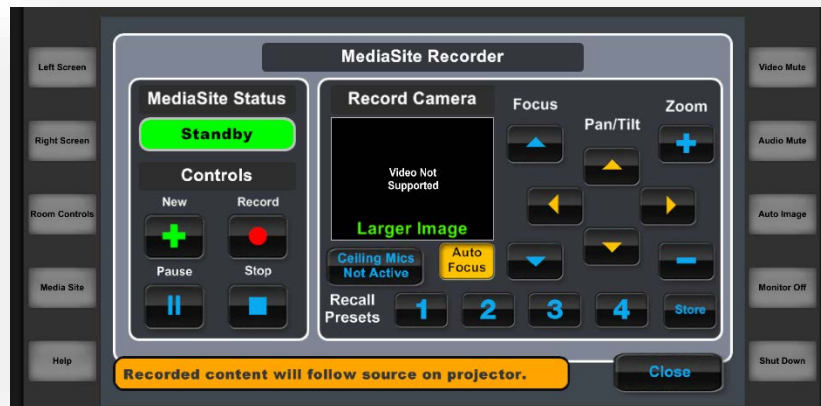 MediaSite Recorder
Left Screen
Right Screen
Room Controls
Media Site
Help
MediaSite Status
Standby
Controls
New
Record
Pause
Stop
Record Camera
Video Not
Supported
Larger Image
Ceiling Mics
Not Active
Auto
Focus
Focus
Pan/Tilt
Zoom
Recall
Presets
1
2
3
4
Store
Recorded content will follow source on projector.
Close
Video Mute
Audio Mute
Auto Image
Monitor Off
Shut Down